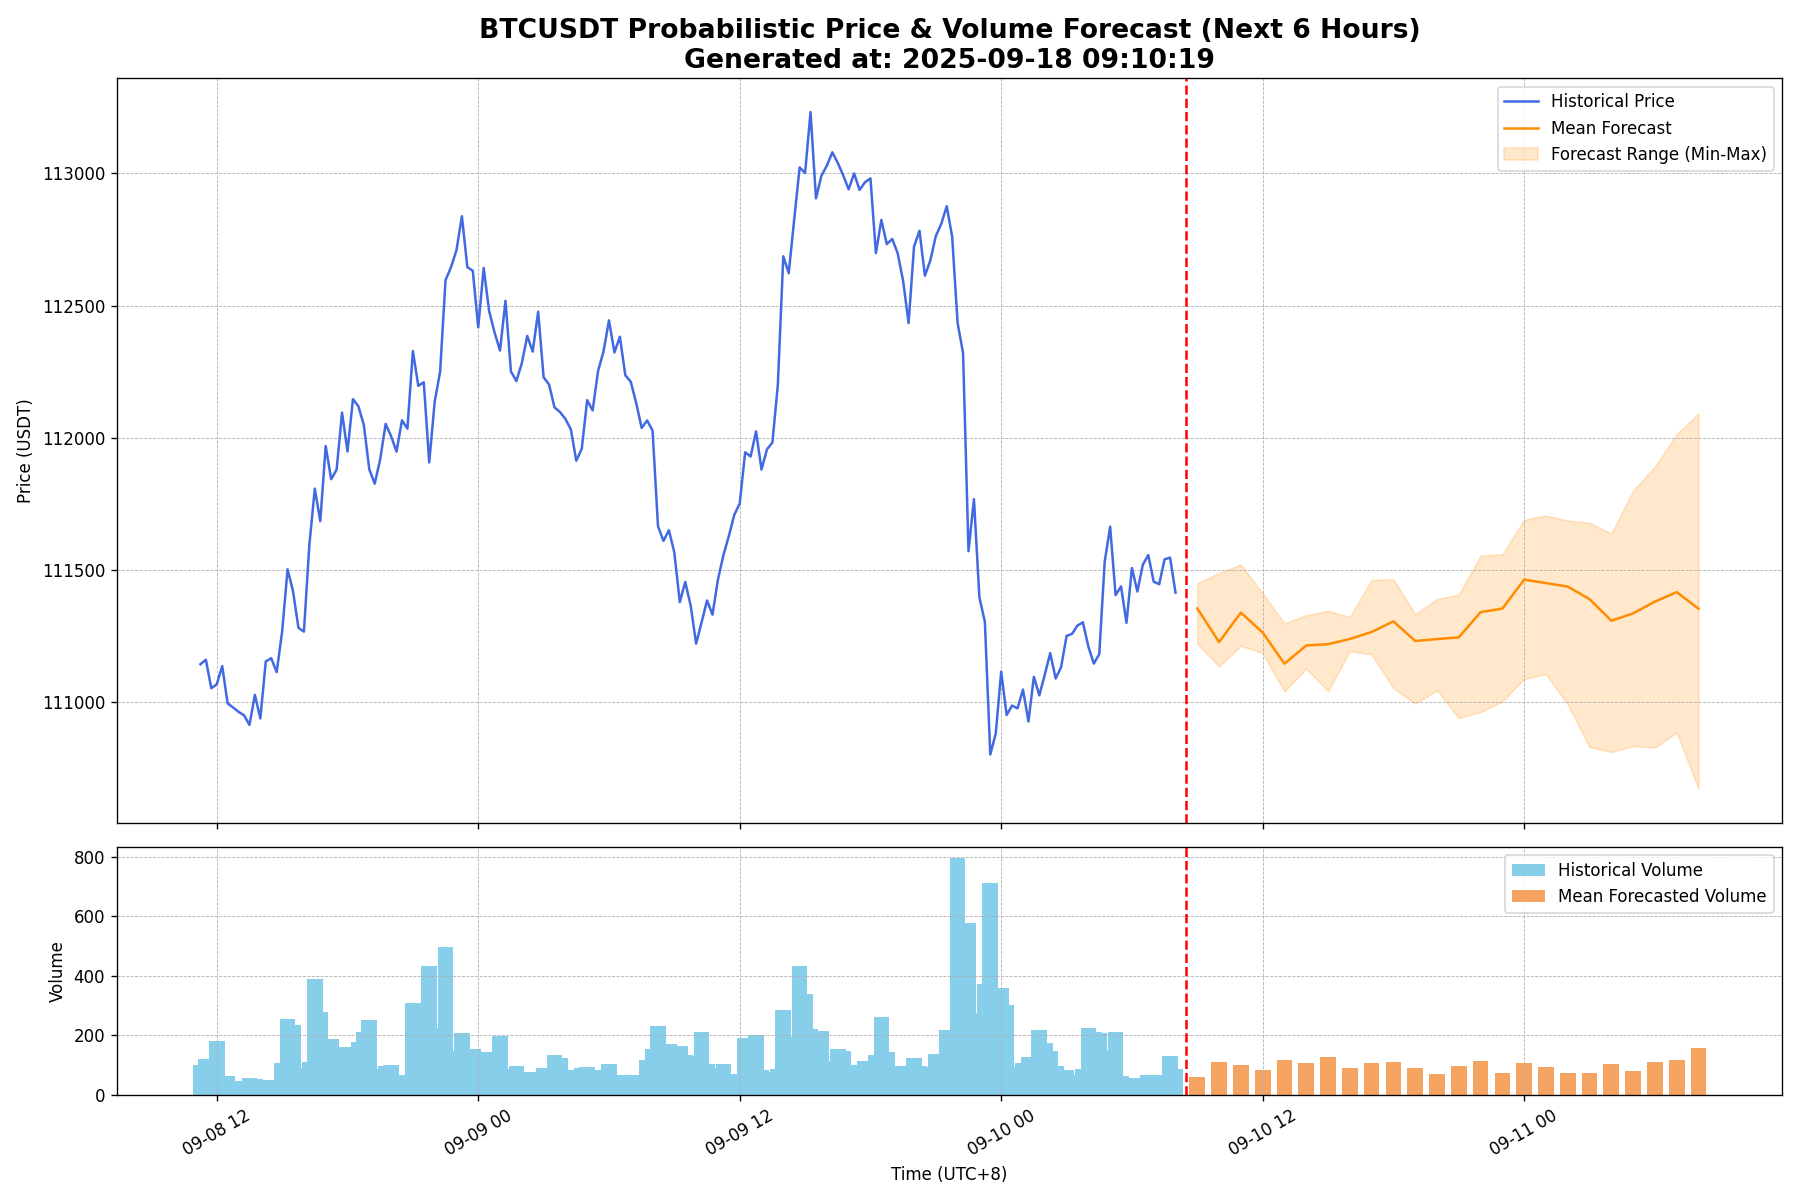 BTCUSDT Probabilistic Price & Volume Forecast (Next 6 Hours)
Generated at: 2025-09-18 09:10:19
Historical Price
Mean Forecast
Forecast Range (Min-Max)
Price (USDT)
113000
112500
112000
111500
111000
Historical Volume
Mean Forecasted Volume
Volume
800
600
400
200
0
09-08 12
09-09 00
09-09 12
09-10 00
09-10 12
09-11 00
Time (UTC+8)